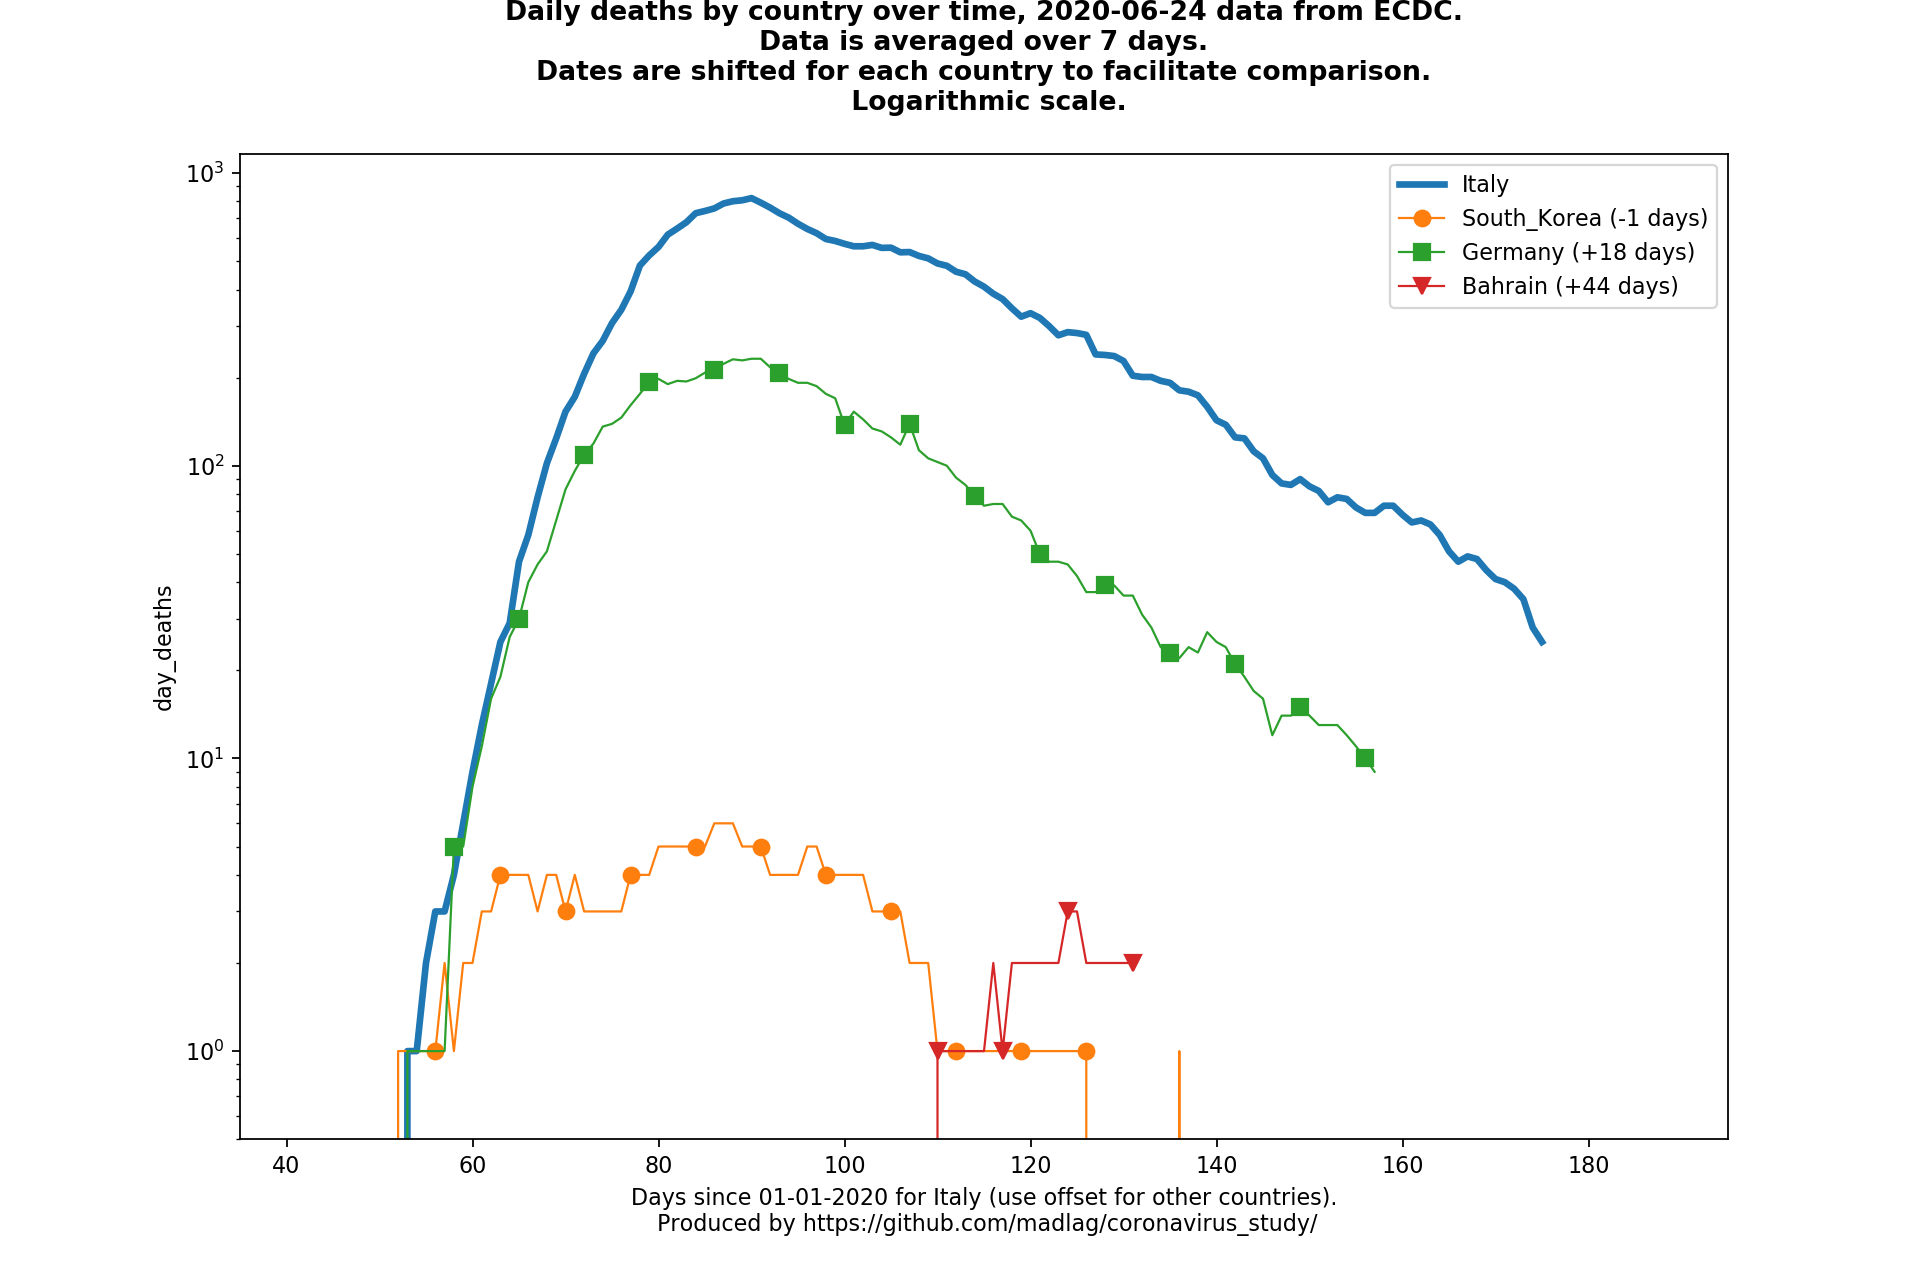 Daily deaths by country over time, 2020-06-24 data from ECDC.
Data is averaged over 7 days.
Dates are shifted for each country to facilitate comparison.
Logarithmic scale.
10³
10²
10¹
10⁰
day_deaths
Italy
South_Korea (-1 days)
Germany (+18 days)
Bahrain (+44 days)
40 60 80 100 120 140 160 180
Days since 01-01-2020 for Italy (use offset for other countries).
Produced by https://github.com/madlag/coronavirus_study/